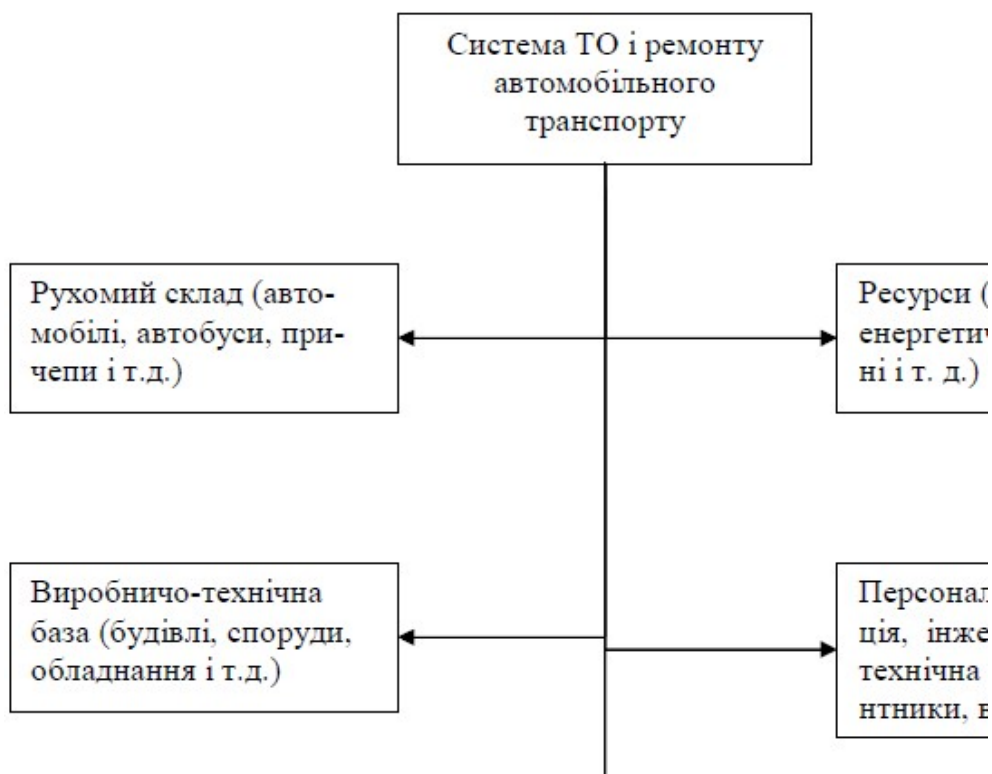 Система ТО і ремонту
автомобільного
транспорту
Рухомий склад (авто-
мобілі, автобуси, при-
чепи і т.д.)
Ресурси (
ні і т. д.)
Виробничо-технічна
база (будівлі, споруди,
обладнання і т.д.)
Персонал
ція, інже
технічна
нтники, в